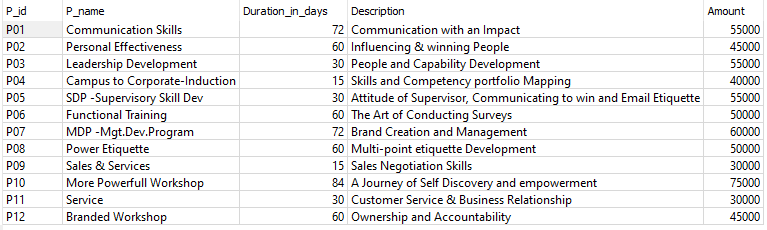 P_id P_name Duration_in_days Description Amount
P01 Communication Skills 72 Communication with an Impact 55000
P02 Personal Effectiveness 60 Influencing & winning People 45000
P03 Leadership Development 30 People and Capability Development 55000
P04 Campus to Corporate-Induction 15 Skills and Competency portfolio Mapping 40000
P05 SDP -Supervisory Skill Dev 30 Attitude of Supervisor, Communicating to win and Email Etiquette 55000
P06 Functional Training 60 The Art of Conducting Surveys 50000
P07 MDP -Mgt.Dev.Program 72 Brand Creation and Management 60000
P08 Power Etiquette 60 Multi-point etiquette Development 50000
P09 Sales & Services 15 Sales Negotiation Skills 30000
P10 More Powerfull Workshop 84 A Journey of Self Discovery and empowerment 75000
P11 Service 30 Customer Service & Business Relationship 30000
P12 Branded Workshop 60 Ownership and Accountability 45000